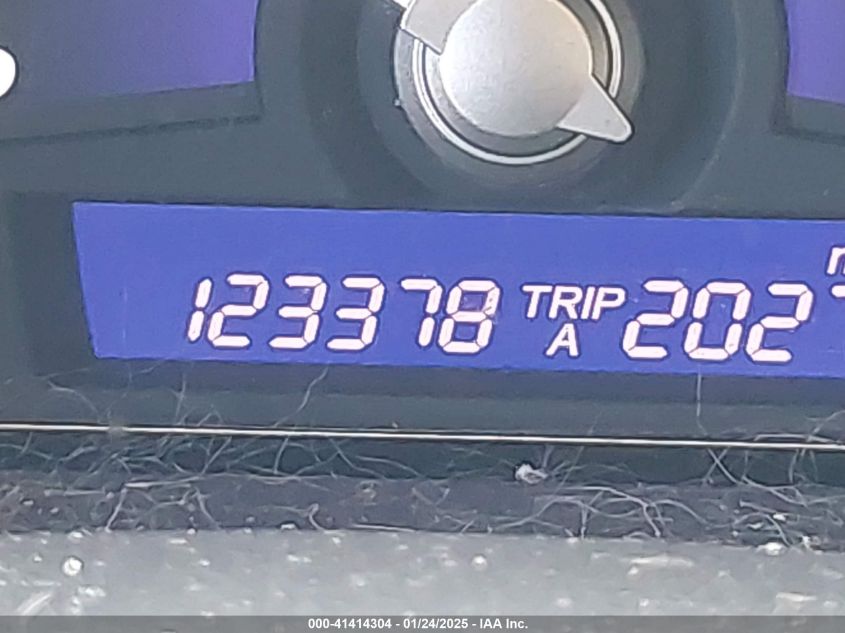 123378 TRIP A 202
000-41414304 - 01/24/2025 - IAA Inc.